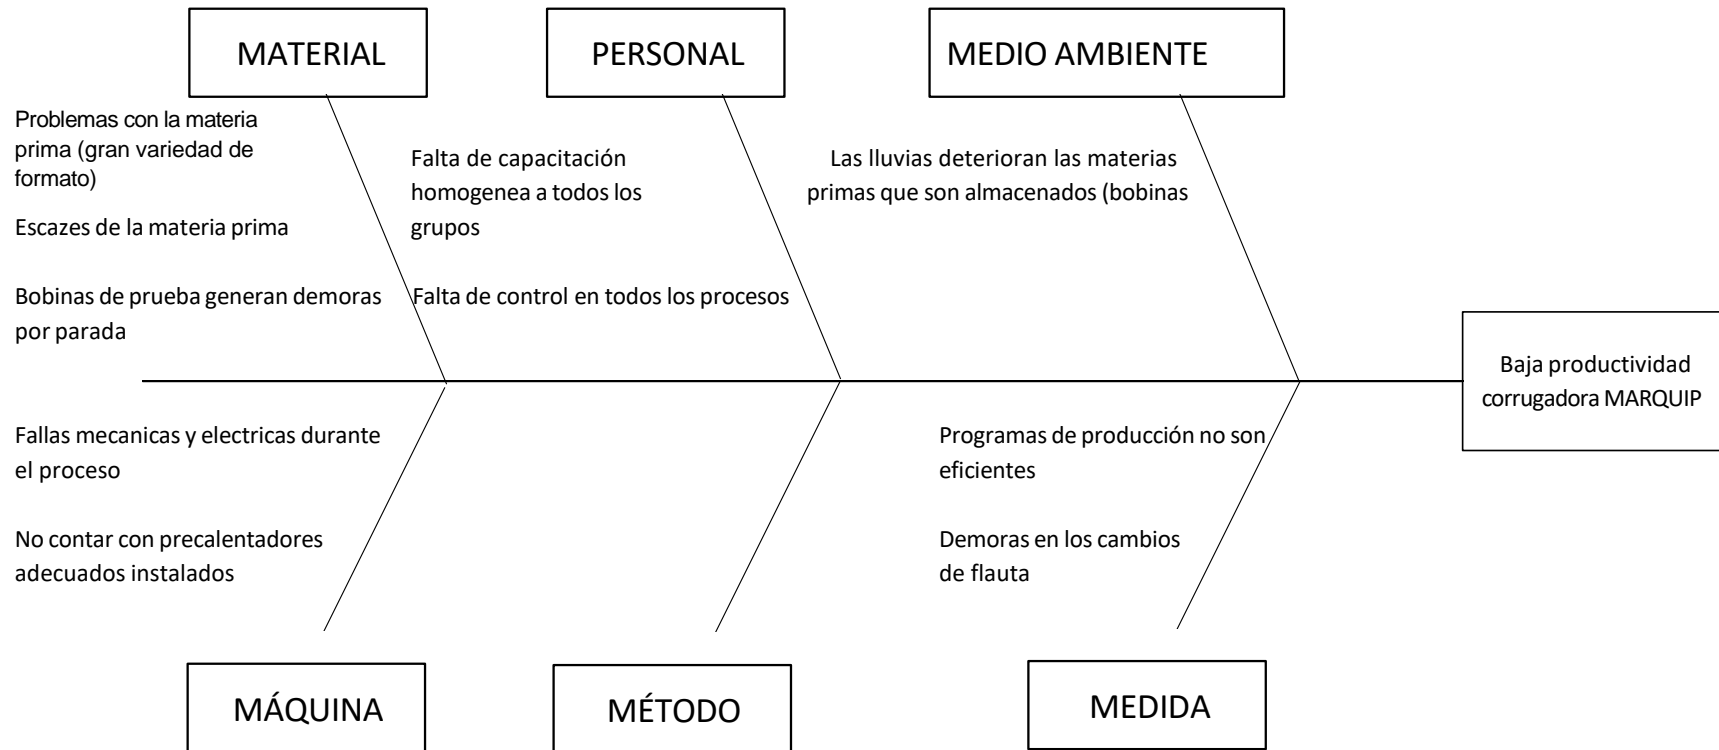 MATERIAL
PERSONAL
MEDIO AMBIENTE
Problemas con la materia
prima (gran variedad de
formato)
Escazes de la materia prima
Bobinas de prueba generan demoras
por parada
Falta de capacitación
homogenea a todos los
grupos
Falta de control en todos los procesos
Las lluvias deterioran las materias
primas que son almacenados (bobinas
Baja productividad
corrugadora MARQUIP
Fallas mecanicas y electricas durante
el proceso
No contar con precalentadores
adecuados instalados
Programas de producción no son
eficientes
Demoras en los cambios
de flauta
MÁQUINA
MÉTODO
MEDIDA